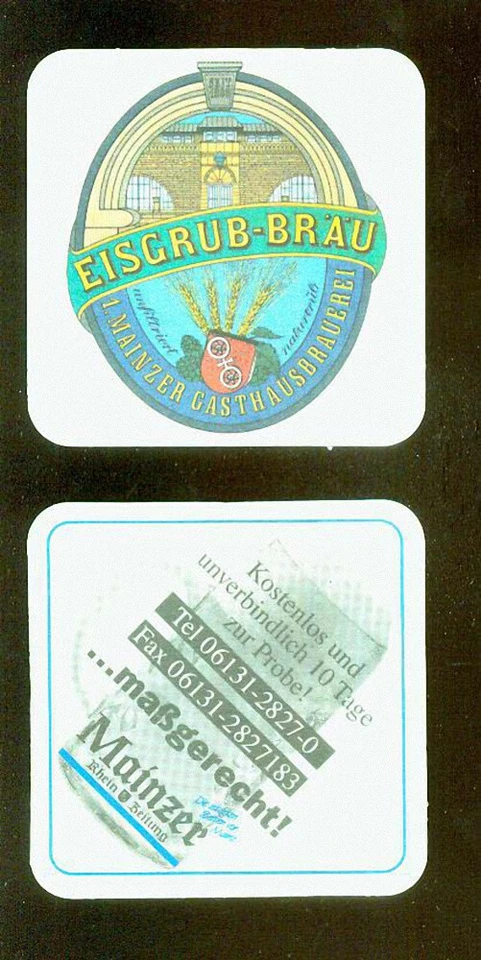 EISGRUB-BRÄU
unfiltriert
naturtrüb
1. MAINZER GASTHAUSBRAUEREI
Kostenlos und
unverbindlich 10 Tage
zur Probe!
Tel 06131-2827-0
Fax 06131-2827183
...maßgerecht!
Mainzer
Rhein Zeitung